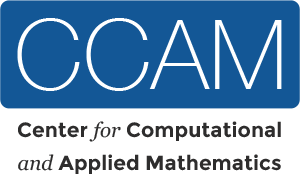 CCAM
Center for Computational
and Applied Mathematics